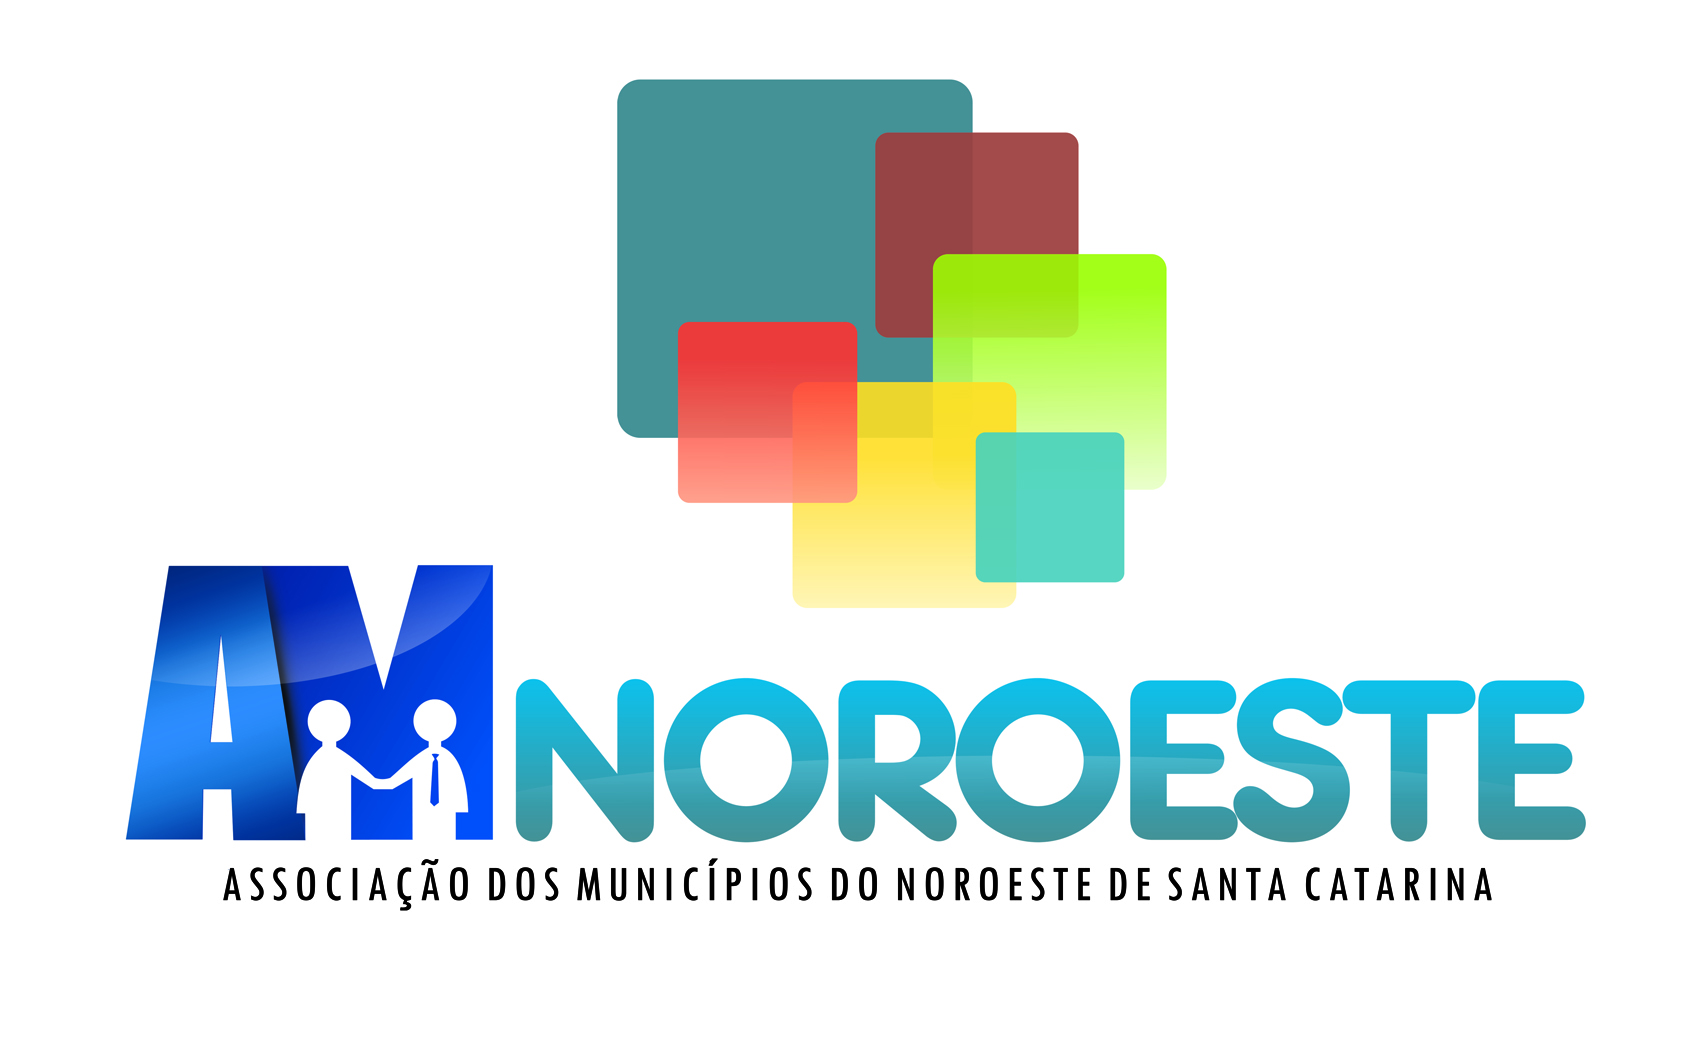 AMNOROESTE
ASSOCIAÇÃO DOS MUNICÍPIOS DO NOROESTE DE SANTA CATARINA